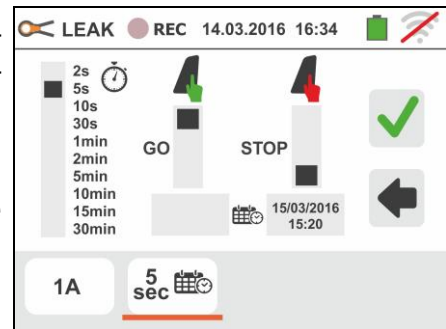 LEAK REC 14.03.2016 16:34
2s
5s
10s
30s
1min
2min
5min
10min
15min
30min
GO
STOP
15/03/2016
15:20
1A
5
sec